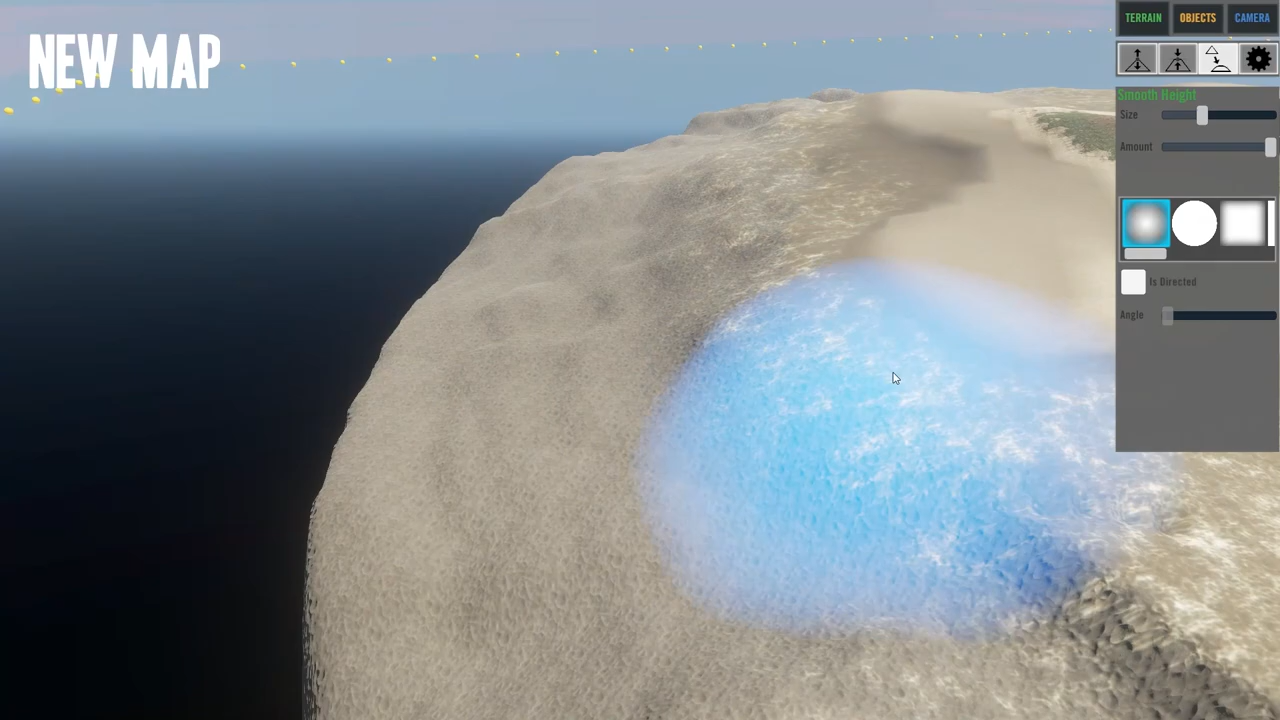 NEW MAP
TERRAIN
OBJECTS
CAMERA
Smooth Height
Size
Amount
Is Directed
Angle